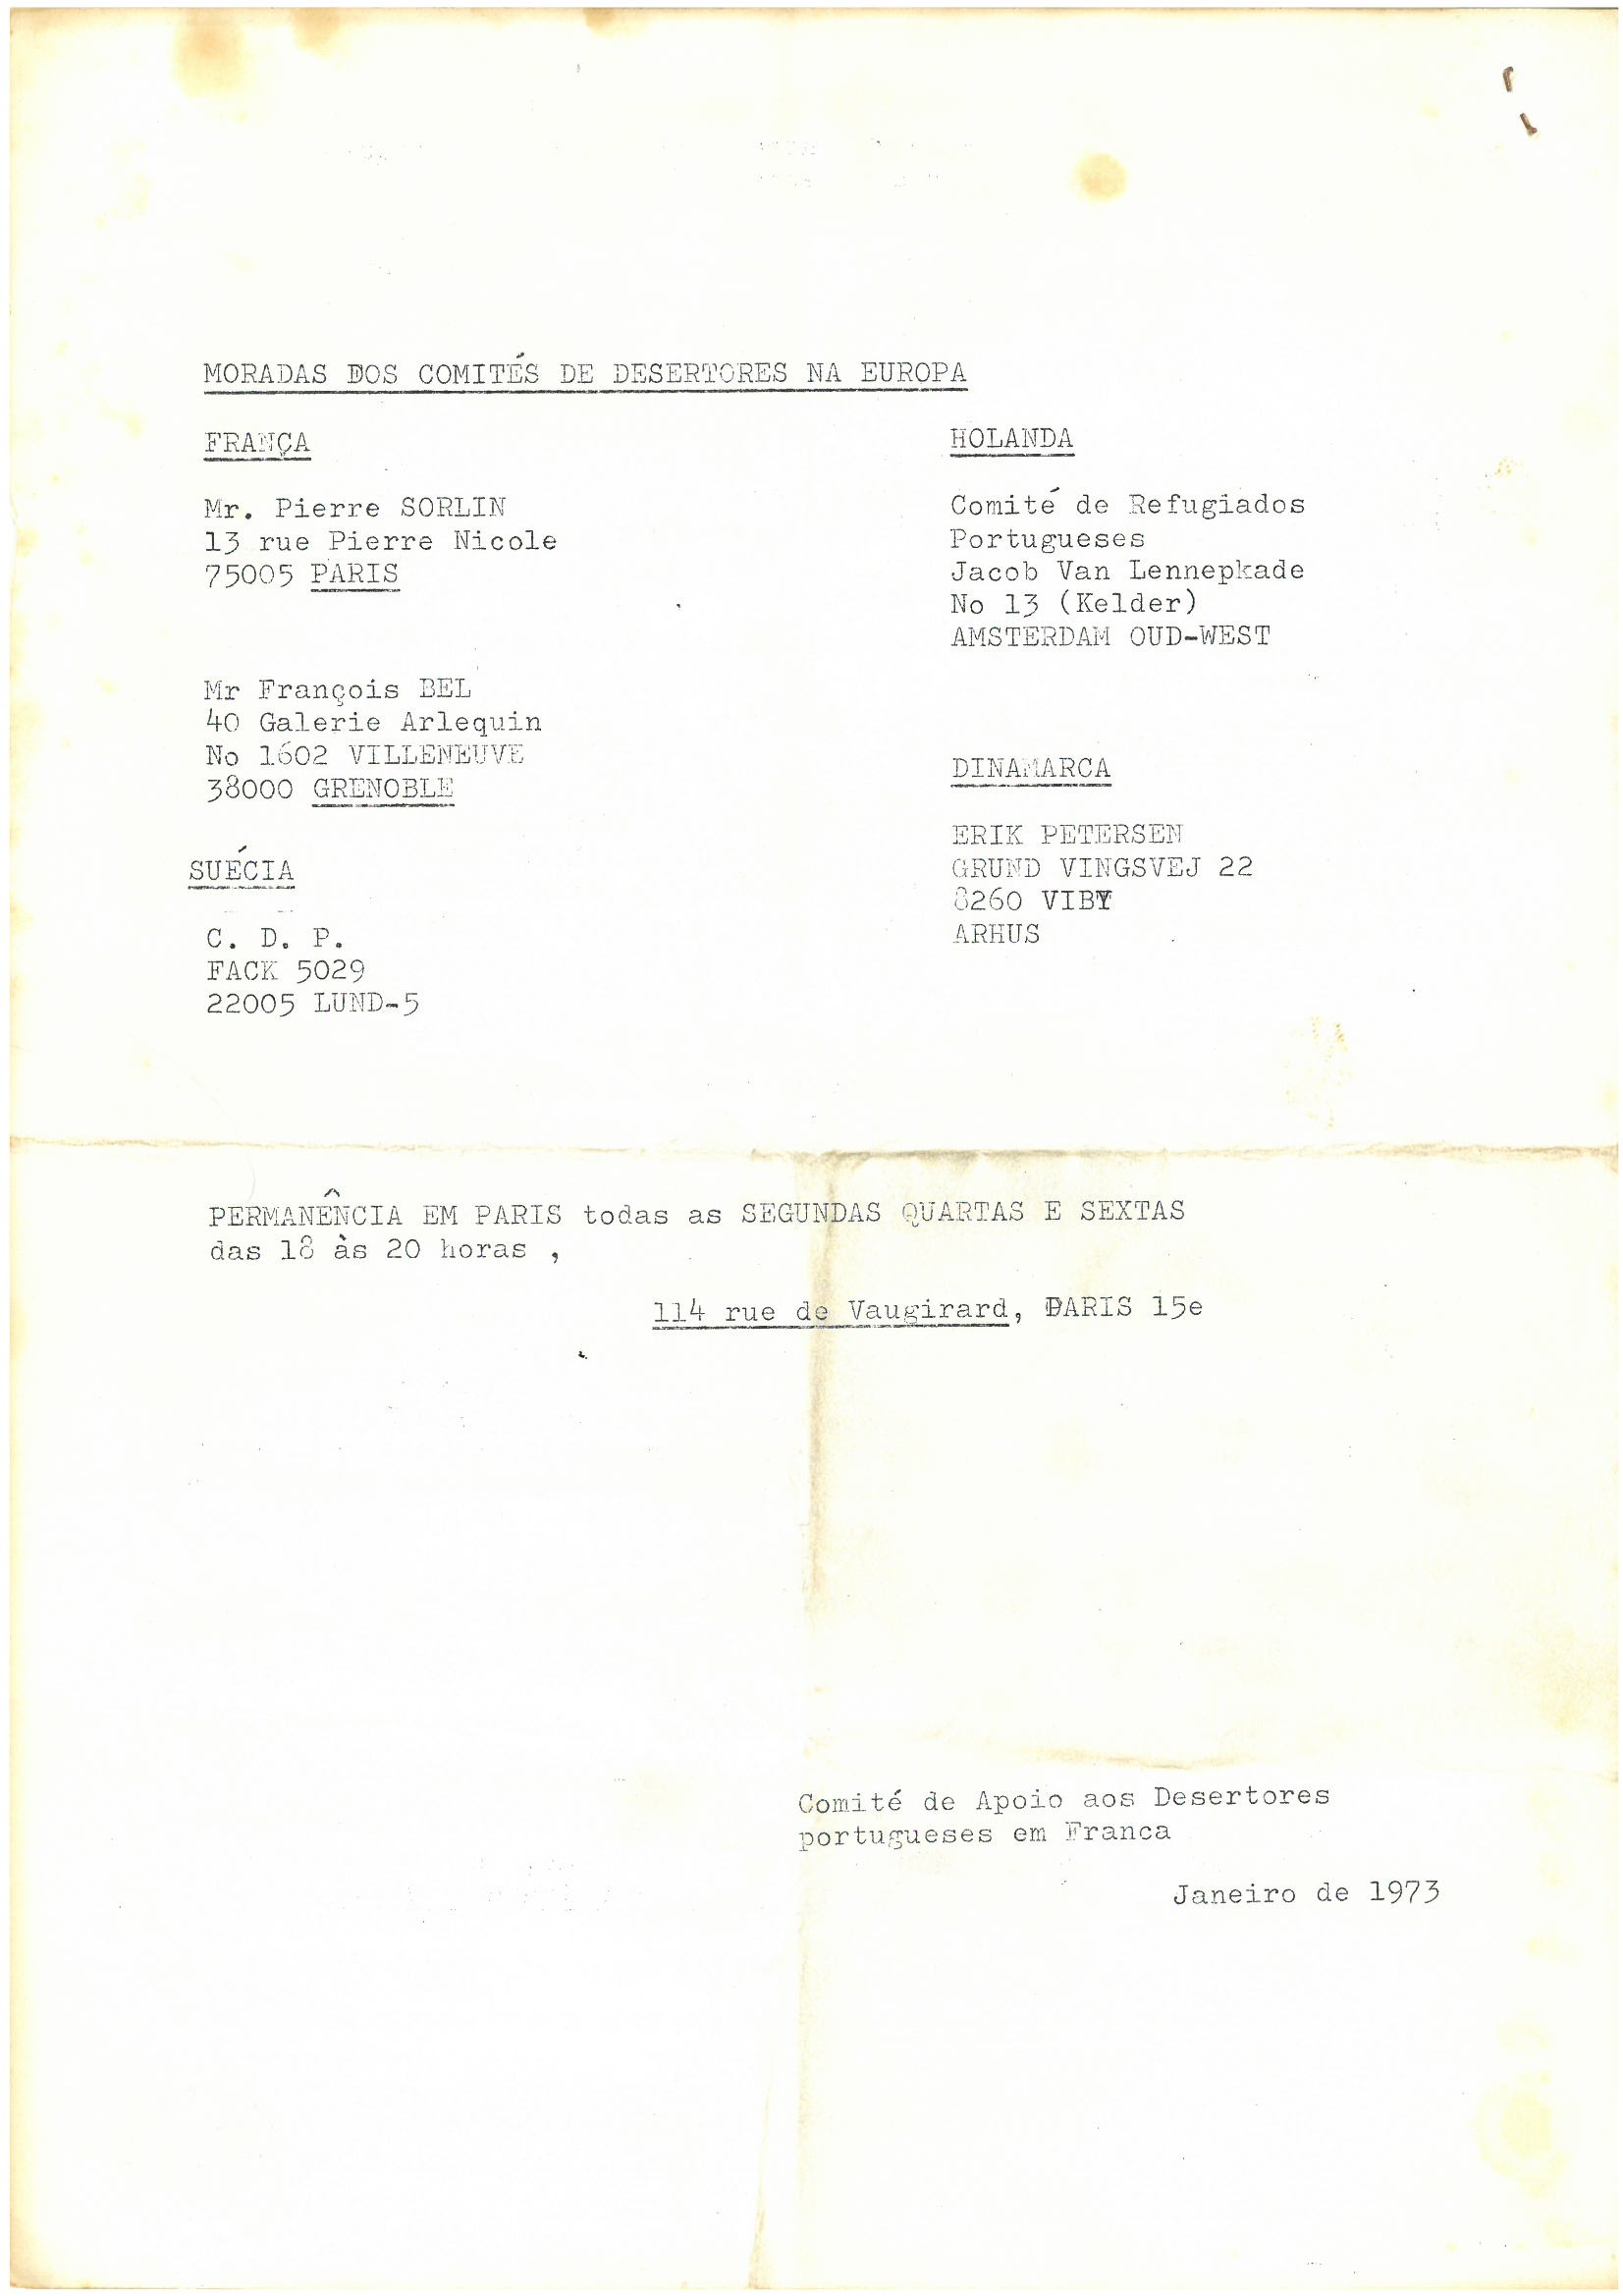 MORADAS DOS COMITÉS DE DESERTORES NA EUROPA
FRANÇA
Mr. Pierre SORLIN
13 rue Pierre Nicole
75005 PARIS
Mr François BEL
40 Galerie Arlequin
No 1602 VILLENEUVE
38000 GRENOBLE
SUÉCIA
C. D. P.
FACK 5029
22005 LUND-5
HOLANDA
Comité de Refugiados
Portugueses
Jacob Van Lennepkade
No 13 (Kelder)
AMSTERDAM OUD-WEST
DINAMARCA
ERIK PETERSEN
GRUND VINGSVEJ 22
8260 VIBY
ARHUS
PERMANÊNCIA EM PARIS todas as SEGUNDAS QUARTAS E SEXTAS
das 18 às 20 horas ,
114 rue de Vaugirard, PARIS 15e
Comité de Apoio aos Desertores
portugueses em Franca
Janeiro de 1973